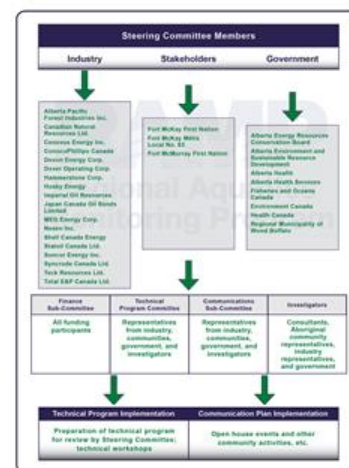 Steering Committee Members
Industry
Stakeholders
Government
Alberta Pacific
Forest Industries Inc.
Canadian Natural
Resources Ltd.
Cenovus Energy Inc.
ConocoPhillips Canada
Devon Energy Corp.
Dover Operating Corp.
Hammerstone Corp.
Husky Energy
Imperial Oil Resources
Japan Canada Oil Sands
Limited
MEG Energy Corp.
Nexen Inc.
Shell Canada Energy
Statoil Canada Ltd.
Suncor Energy Inc.
Syncrude Canada Ltd.
Teck Resources Ltd.
Total E&P Canada Ltd.
Fort McKay First Nation
Fort McKay Métis
Local No. 63
Fort McMurray First Nation
Alberta Energy Resources
Conservation Board
Alberta Environment and
Sustainable Resource
Development
Alberta Health
Alberta Health Services
Fisheries and Oceans
Canada
Environment Canada
Health Canada
Regional Municipality of
Wood Buffalo
Finance
Sub-Committee
All funding
participants
Technical
Program Committee
Representatives
from industry,
communities,
government, and
investigators
Communications
Sub-Committee
Representatives
from industry,
communities,
government, and
investigators
Investigators
Consultants,
Aboriginal
community
representatives,
industry
representatives,
and government
Technical Program Implementation
Preparation of technical program
for review by Steering Committee;
technical workshops
Communication Plan Implementation
Open house events and other
community activities, etc.